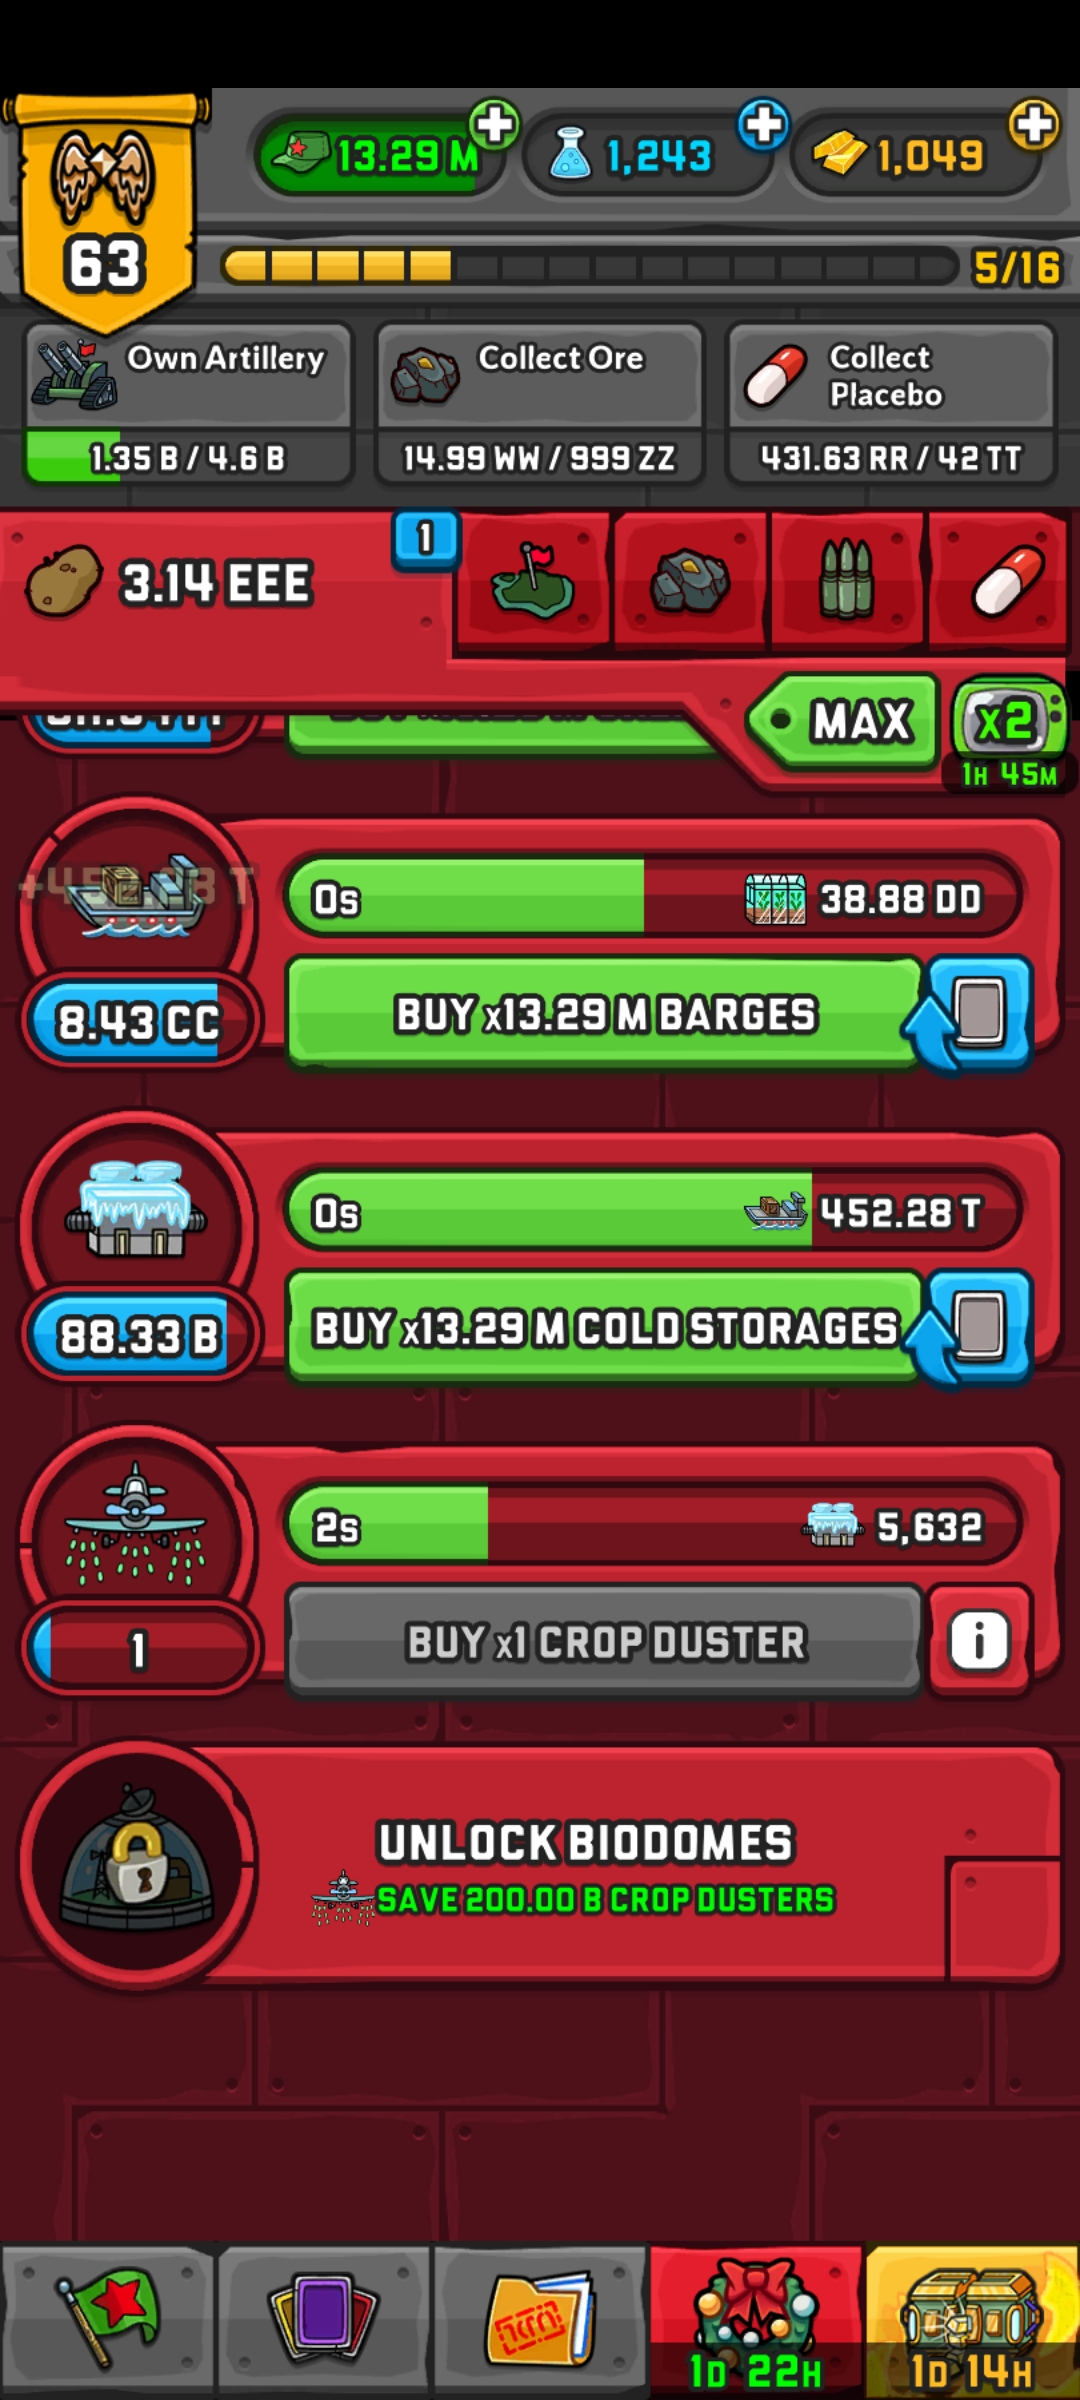 13.29 M
1,243
1,049
63
5/16
Own Artillery
Collect Ore
Collect
Placebo
1.35 B / 4.6 B
14.99 WW / 999 ZZ
431.63 RR / 42 TT
3.14 EEE
1
MAX
x2
1H 45M
0s
38.88 DD
BUY x13.29 M BARGES
8.43 CC
0s
452.28 T
BUY x13.29 M COLD STORAGES
88.33 B
2s
5,632
BUY x1 CROP DUSTER
1
i
UNLOCK BIODOMES
SAVE 200.00 B CROP DUSTERS
1D 22H
1D 14H